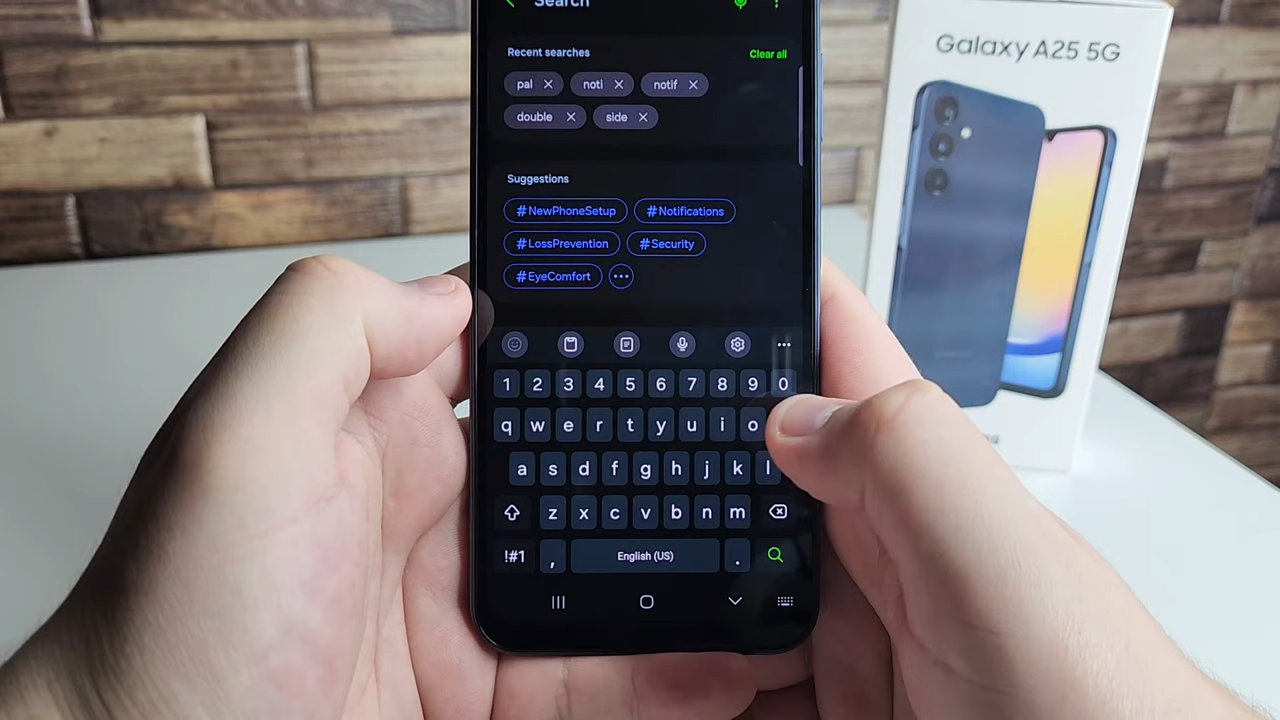 Search
Recent searches
Clear all
pal
noti
notif
double
side
Suggestions
#NewPhoneSetup
#Notifications
#LossPrevention
#Security
#EyeComfort
1 2 3 4 5 6 7 8 9 0
q w e r t y u i o
a s d f g h j k l
z x c v b n m
!#1 , English (US) .
Galaxy A25 5G